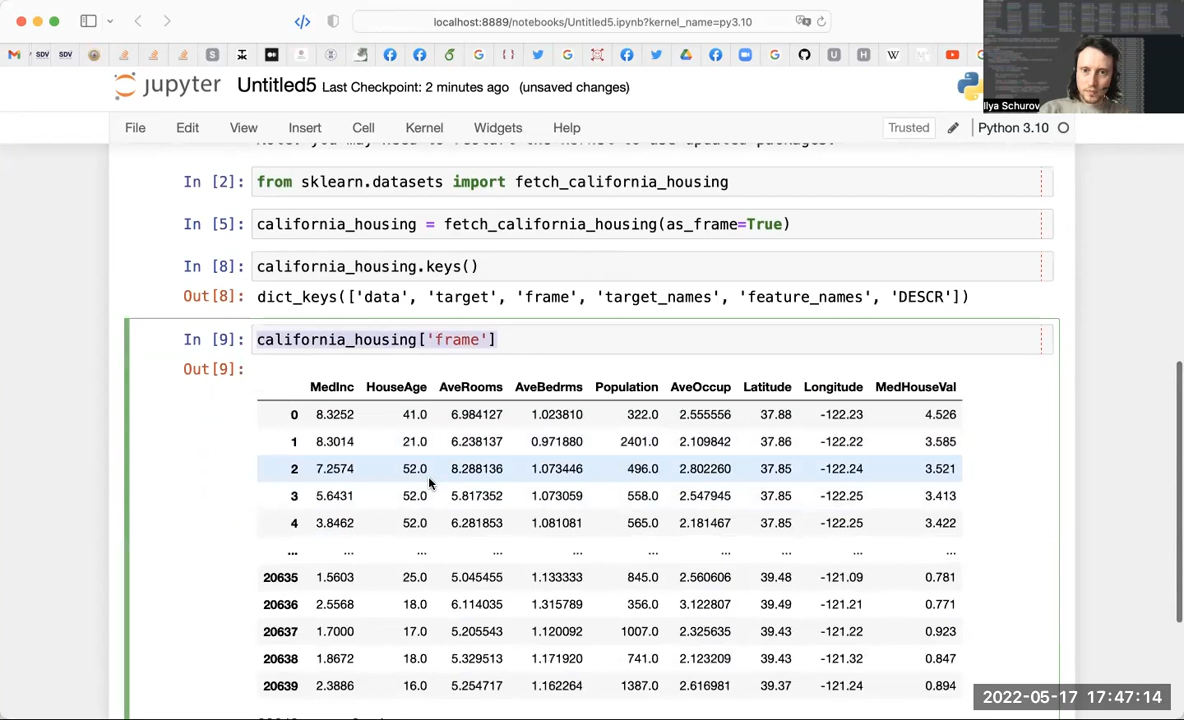 localhost:8889/notebooks/Untitled5.ipynb?kernel_name=py3.10
jupyter Untitled5 Last Checkpoint: 2 minutes ago (unsaved changes)
Ilya Schurov
File Edit View Insert Cell Kernel Widgets Help Trusted Python 3.10
Note: you may need to restart the kernel to use updated packages.
In [2]: from sklearn.datasets import fetch_california_housing
In [5]: california_housing = fetch_california_housing(as_frame=True)
In [8]: california_housing.keys()
Out[8]: dict_keys(['data', 'target', 'frame', 'target_names', 'feature_names', 'DESCR'])
In [9]: california_housing['frame']
Out[9]:
MedInc HouseAge AveRooms AveBedrms Population AveOccup Latitude Longitude MedHouseVal
0 8.3252 41.0 6.984127 1.023810 322.0 2.555556 37.88 -122.23 4.526
1 8.3014 21.0 6.238137 0.971880 2401.0 2.109842 37.86 -122.22 3.585
2 7.2574 52.0 8.288136 1.073446 496.0 2.802260 37.85 -122.24 3.521
3 5.6431 52.0 5.817352 1.073059 558.0 2.547945 37.85 -122.25 3.413
4 3.8462 52.0 6.281853 1.081081 565.0 2.181467 37.85 -122.25 3.422
... ... ... ... ... ... ... ... ... ...
20635 1.5603 25.0 5.045455 1.133333 845.0 2.560606 39.48 -121.09 0.781
20636 2.5568 18.0 6.114035 1.315789 356.0 3.122807 39.49 -121.21 0.771
20637 1.7000 17.0 5.205543 1.120092 1007.0 2.325635 39.43 -121.22 0.923
20638 1.8672 18.0 5.329513 1.171920 741.0 2.123209 39.43 -121.32 0.847
20639 2.3886 16.0 5.254717 1.162264 1387.0 2.616981 39.37 -121.24 0.894
2022-05-17 17:47:14